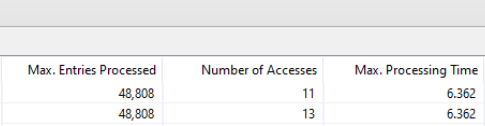 Max. Entries Processed Number of Accesses Max. Processing Time
48,808 11 6.362
48,808 13 6.362